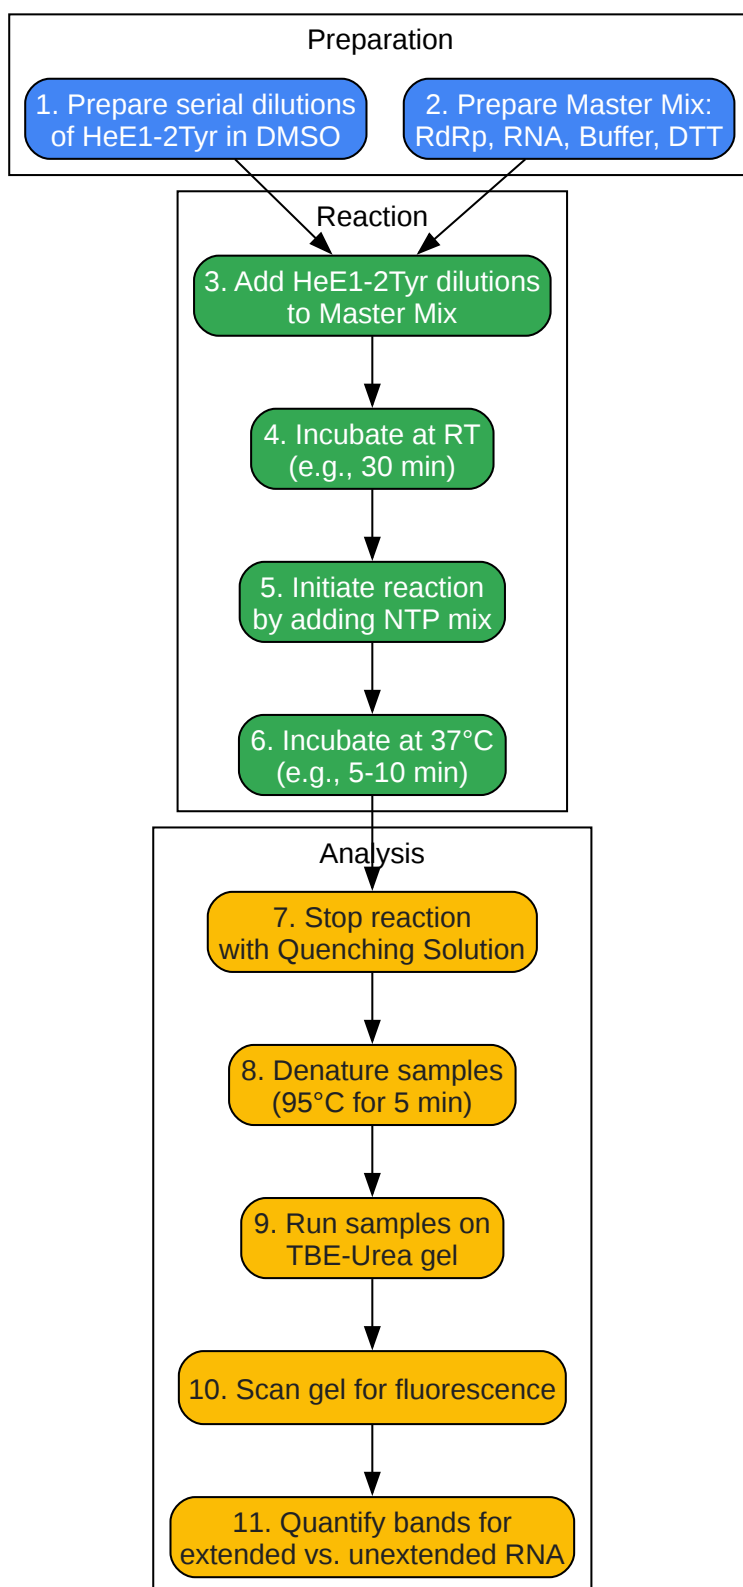 Preparation
1. Prepare serial dilutions
of HeE1-2Tyr in DMSO
2. Prepare Master Mix:
RdRp, RNA, Buffer, DTT
Reaction
3. Add HeE1-2Tyr dilutions
to Master Mix
4. Incubate at RT
(e.g., 30 min)
5. Initiate reaction
by adding NTP mix
6. Incubate at 37°C
(e.g., 5-10 min)
Analysis
7. Stop reaction
with Quenching Solution
8. Denature samples
(95°C for 5 min)
9. Run samples on
TBE-Urea gel
10. Scan gel for fluorescence
11. Quantify bands for
extended vs. unextended RNA